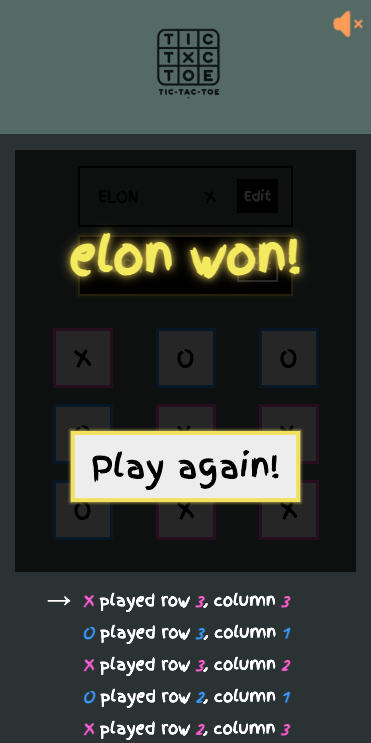 TIC
TXC
TOE
TIC-TAC-TOE
ELON X Edit
elon won!
X O O
Play again!
O X X
→ X played row 3, column 3
O played row 3, column 1
X played row 3, column 2
O played row 2, column 1
X played row 2, column 3